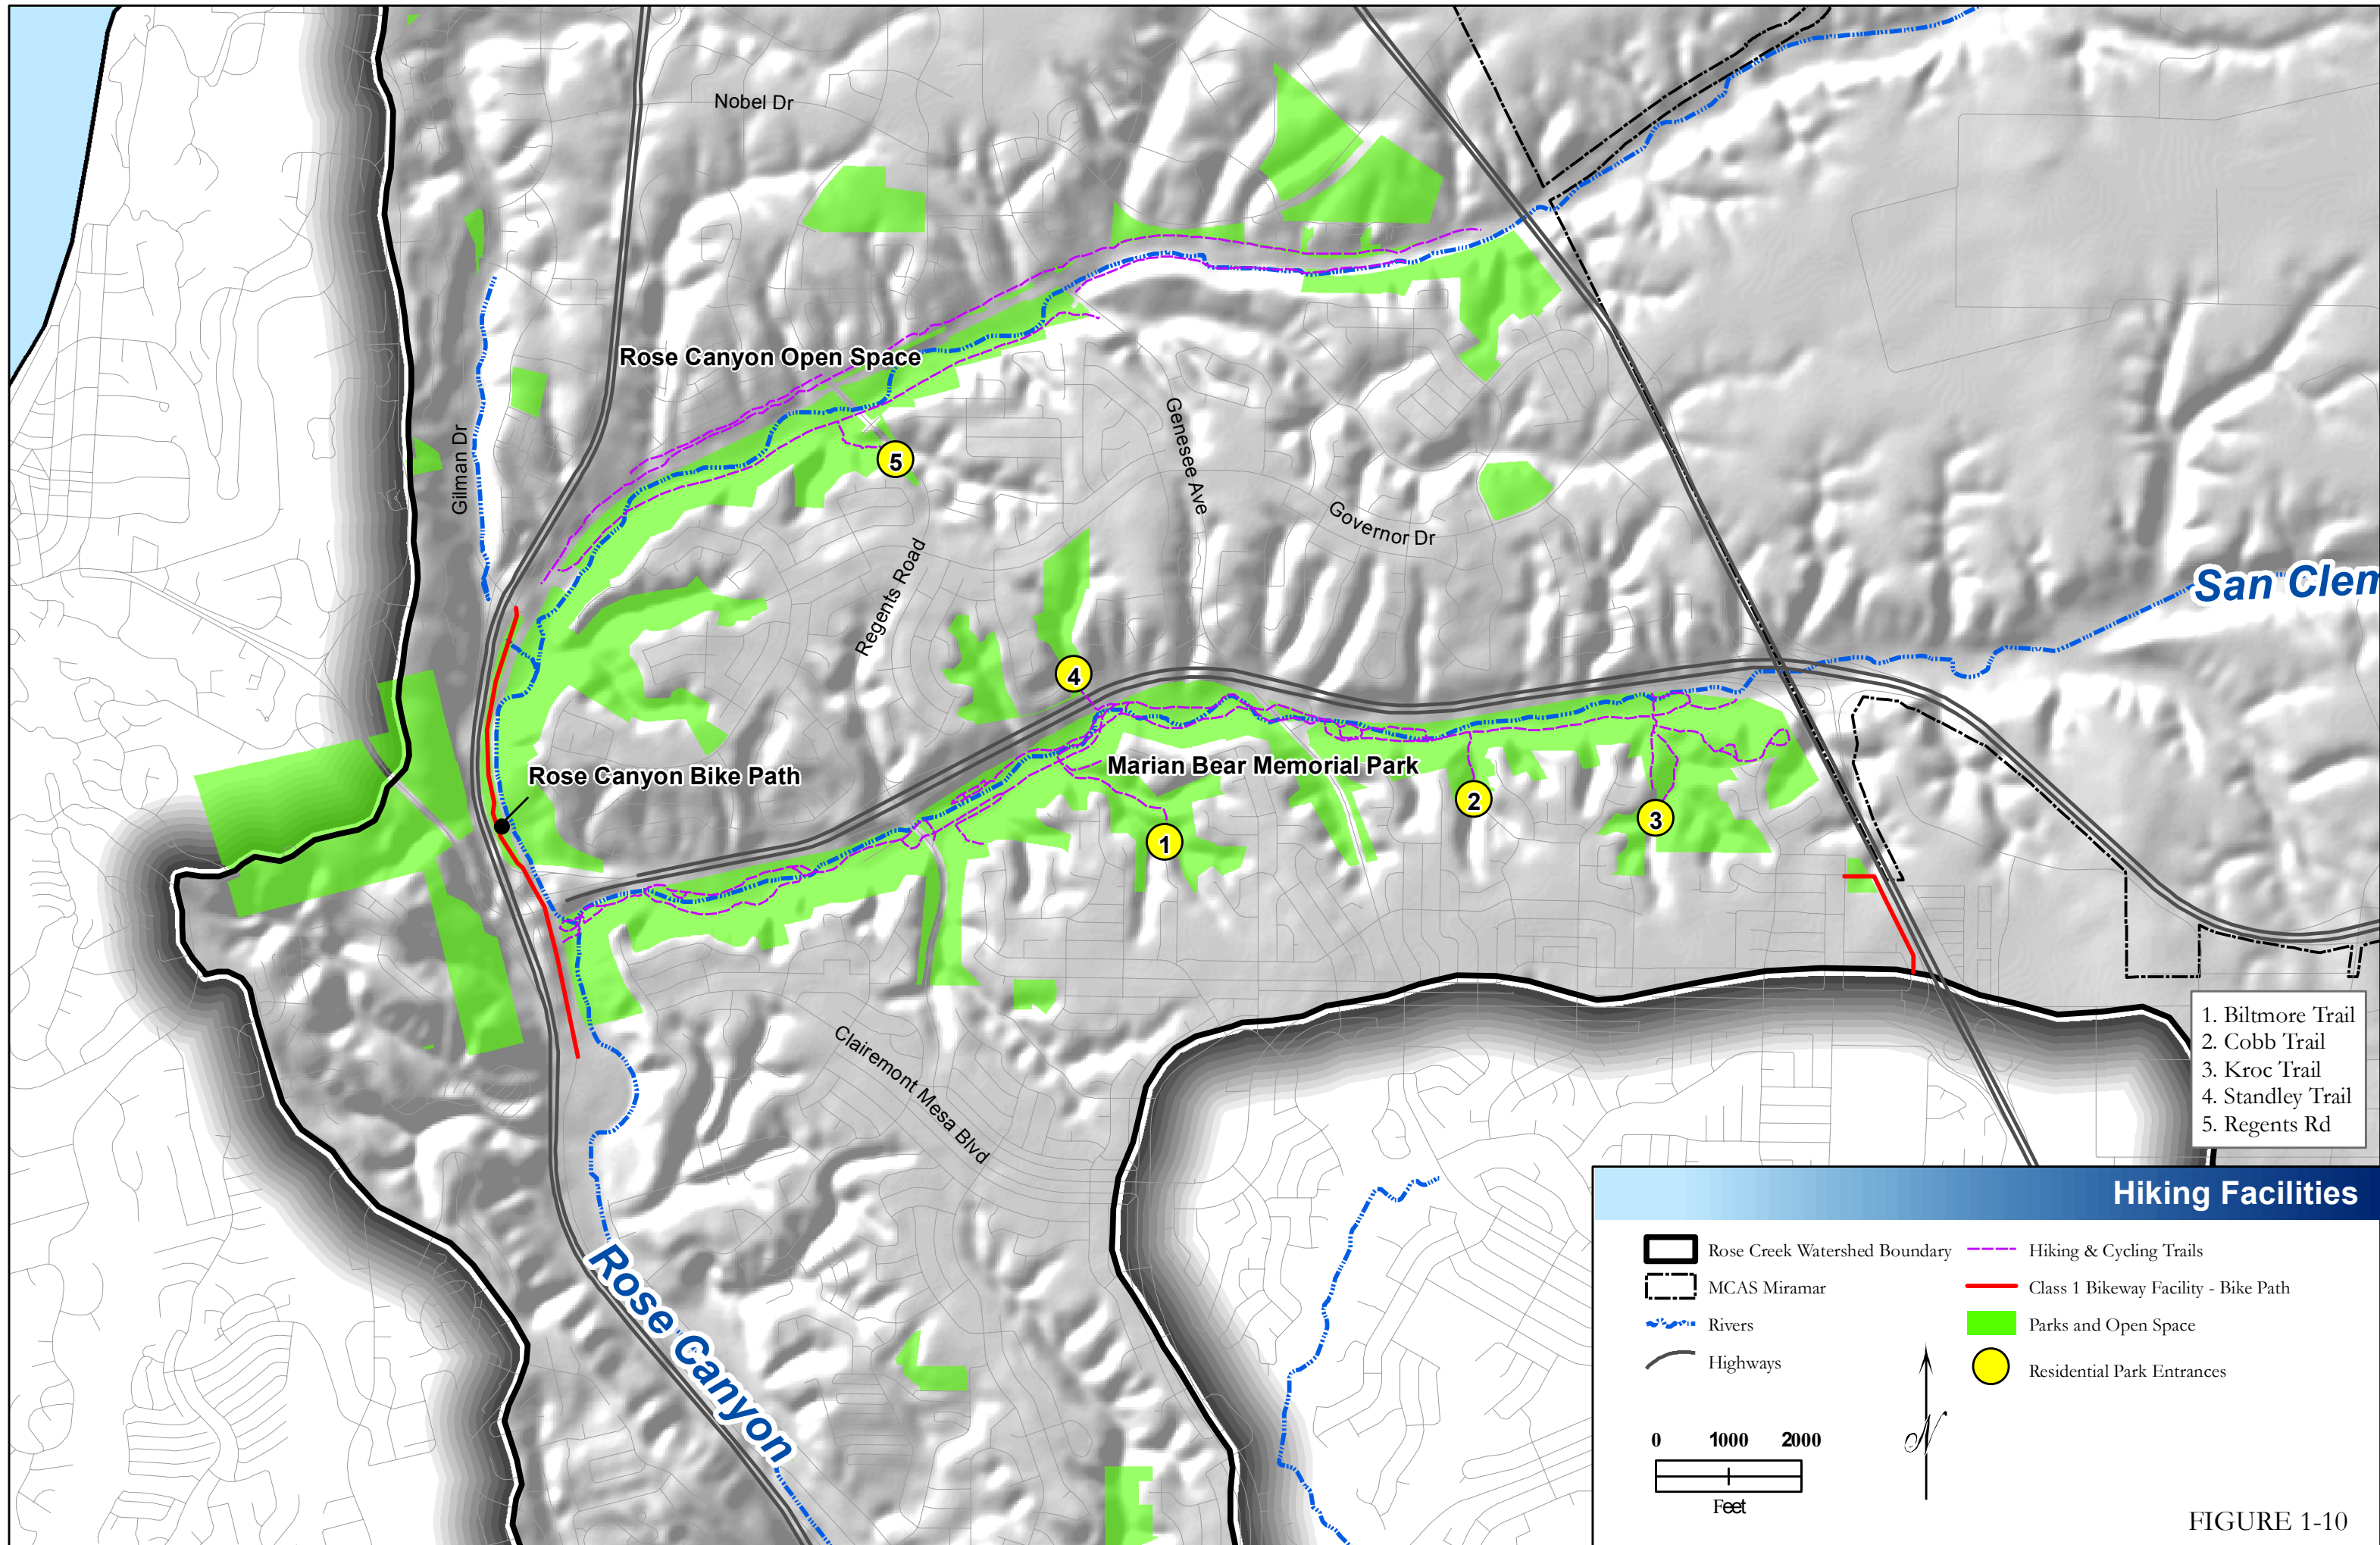 Nobel Dr
Rose Canyon Open Space
Gilman Dr
5
Genesee Ave
Governor Dr
Regents Road
San Clem
4
Rose Canyon Bike Path
Marian Bear Memorial Park
1
2
3
Clairemont Mesa Blvd
Rose Canyon
1. Biltmore Trail
2. Cobb Trail
3. Kroc Trail
4. Standley Trail
5. Regents Rd
Hiking Facilities
Rose Creek Watershed Boundary
MCAS Miramar
Rivers
Highways
Hiking & Cycling Trails
Class 1 Bikeway Facility - Bike Path
Parks and Open Space
Residential Park Entrances
0 1000 2000
Feet
N
FIGURE 1-10